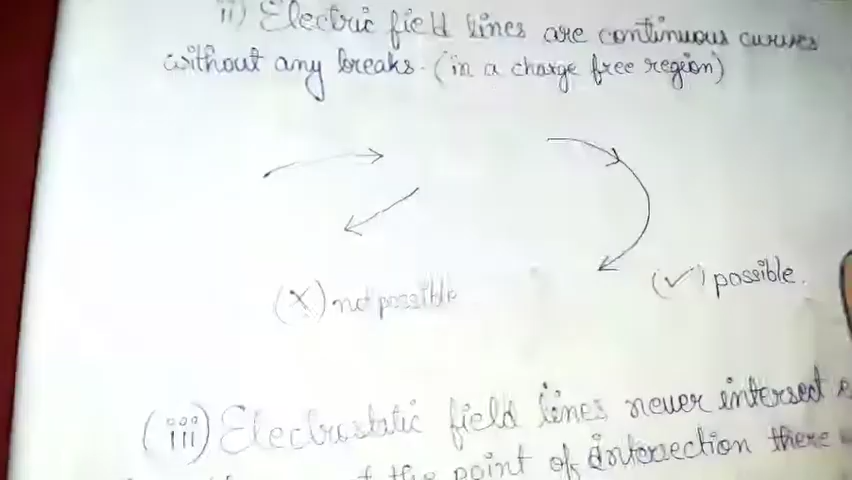 ii) Electric field lines are continuous curves
without any breaks. (in a charge free region)
(X) not possible
(✓) possible.
(iii) Electrostatic field lines never intersect
the point of intersection there